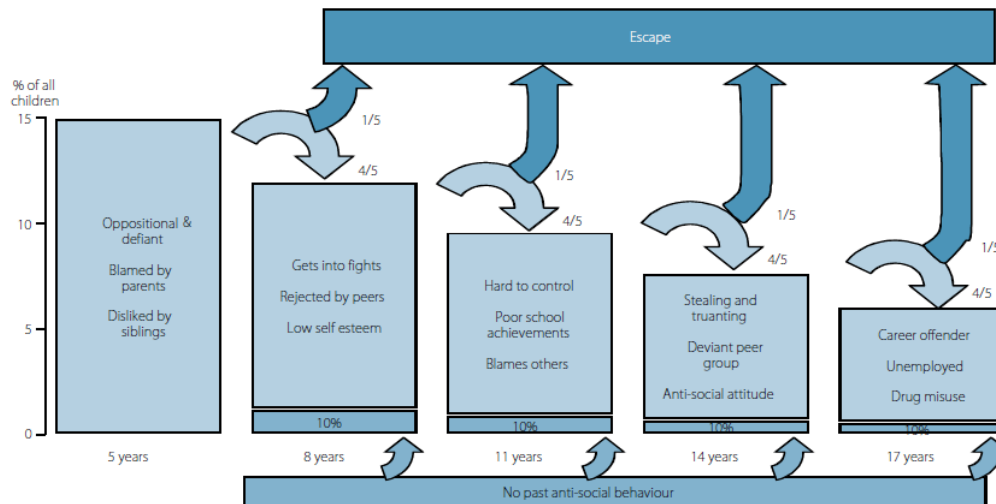 Escape
% of all
children
15
10
5
0
1/5
4/5
1/5
4/5
1/5
4/5
1/5
4/5
Oppositional &
defiant
Blamed by
parents
Disliked by
siblings
Gets into fights
Rejected by peers
Low self esteem
Hard to control
Poor school
achievements
Blames others
Stealing and
truanting
Deviant peer
group
Anti-social attitude
Career offender
Unemployed
Drug misuse
10%
10%
10%
10%
5 years
8 years
11 years
14 years
17 years
No past anti-social behaviour